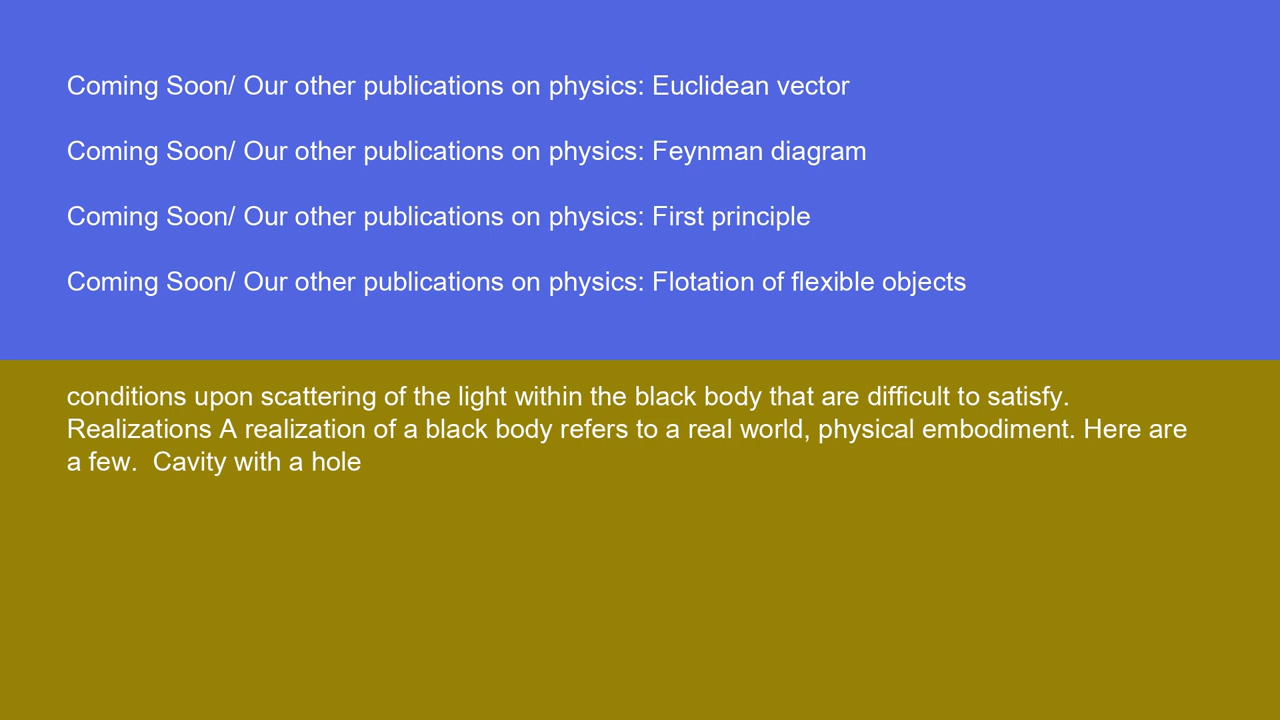 Coming Soon/ Our other publications on physics: Euclidean vector
Coming Soon/ Our other publications on physics: Feynman diagram
Coming Soon/ Our other publications on physics: First principle
Coming Soon/ Our other publications on physics: Flotation of flexible objects
conditions upon scattering of the light within the black body that are difficult to satisfy.
Realizations A realization of a black body refers to a real world, physical embodiment. Here are
a few.  Cavity with a hole